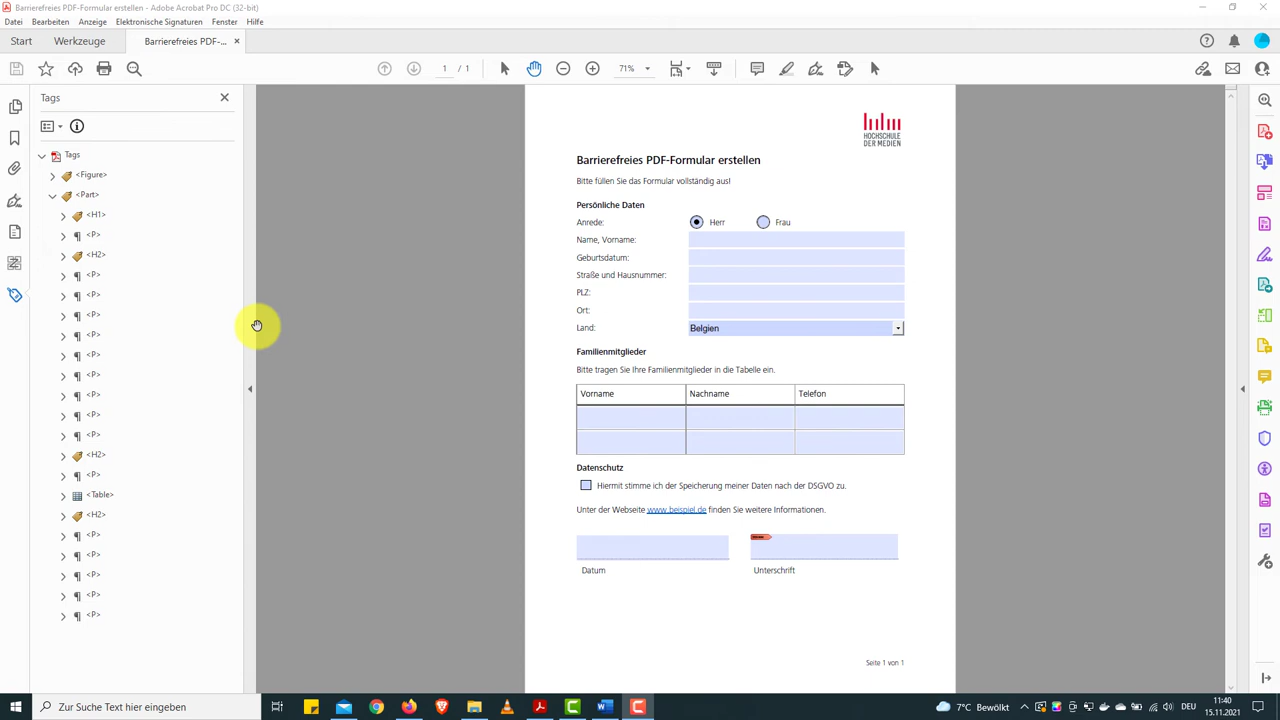 Barrierefreies PDF-Formular erstellen - Adobe Acrobat Pro DC (32-bit)
Datei Bearbeiten Anzeige Elektronische Signaturen Fenster Hilfe
Start Werkzeuge Barrierefreies PDF-... ×
1 / 1 71%
Tags
Tags
<Figure>
<Part>
<H1>
<P>
<H2>
<P>
<P>
<P>
<P>
<P>
<P>
<P>
<P>
<P>
<H2>
<P>
<Table>
<H2>
<P>
<P>
<P>
<P>
<P>
HOCHSCHULE
DER MEDIEN
Barrierefreies PDF-Formular erstellen
Bitte füllen Sie das Formular vollständig aus!
Persönliche Daten
Anrede: Herr Frau
Name, Vorname:
Geburtsdatum:
Straße und Hausnummer:
PLZ:
Ort:
Land: Belgien
Familienmitglieder
Bitte tragen Sie Ihre Familienmitglieder in die Tabelle ein.
Vorname Nachname Telefon
Datenschutz
Hiermit stimme ich der Speicherung meiner Daten nach der DSGVO zu.
Unter der Webseite www.beispiel.de finden Sie weitere Informationen.
Datum Unterschrift
Seite 1 von 1
Zur Suche Text hier eingeben
7°C Bewölkt
DEU
11:40
15.11.2021